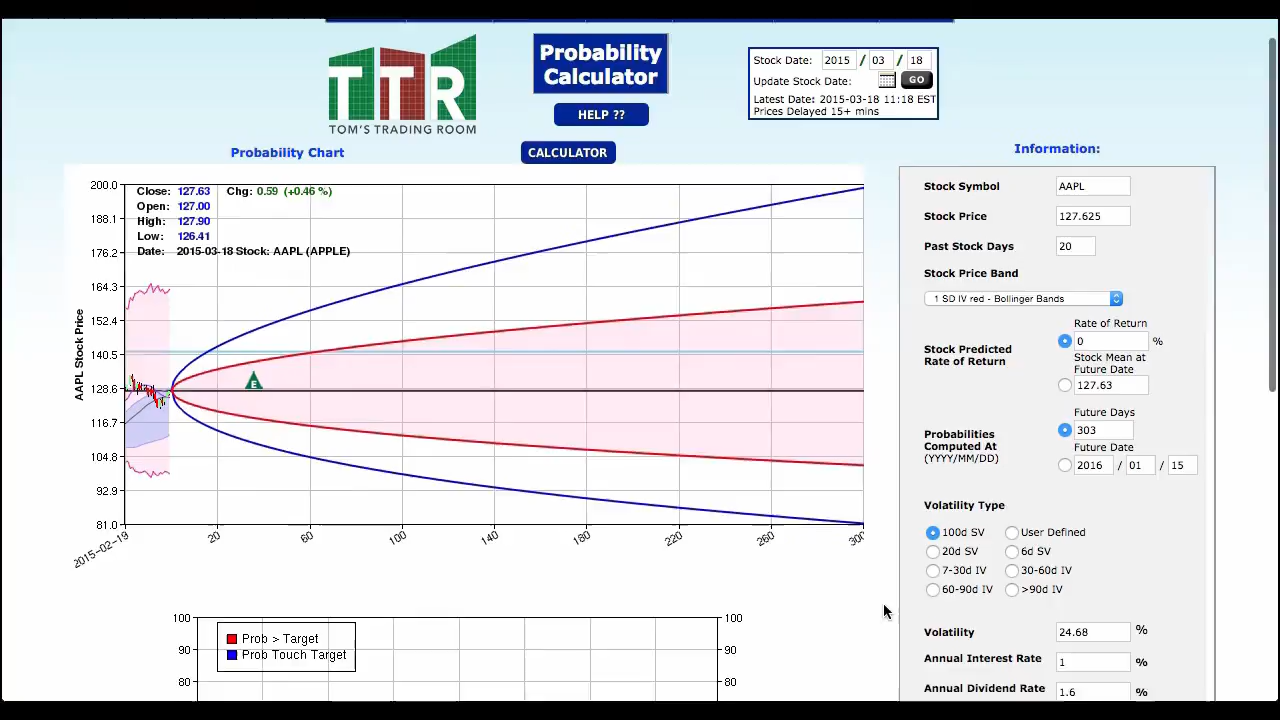 TTR
TOM'S TRADING ROOM
Probability
Calculator
HELP ??
Stock Date: 2015 / 03 / 18
Update Stock Date: GO
Latest Date: 2015-03-18 11:18 EST
Prices Delayed 15+ mins
Probability Chart
CALCULATOR
Information:
Close: 127.63 Chg: 0.59 (+0.46 %)
Open: 127.00
High: 127.90
Low: 126.41
Date: 2015-03-18 Stock: AAPL (APPLE)
AAPL Stock Price
200.0
188.1
176.2
164.3
152.4
140.5
128.6
116.7
104.8
92.9
81.0
2015-02-19 20 60 100 140 180 220 260 300
Stock Symbol AAPL
Stock Price 127.625
Past Stock Days 20
Stock Price Band
1 SD IV red - Bollinger Bands
Stock Predicted
Rate of Return
Rate of Return
0 %
Stock Mean at
Future Date
127.63
Probabilities
Computed At
(YYYY/MM/DD)
Future Days
303
Future Date
2016 / 01 / 15
Volatility Type
100d SV User Defined
20d SV 6d SV
7-30d IV 30-60d IV
60-90d IV >90d IV
Volatility 24.68 %
Annual Interest Rate 1 %
Annual Dividend Rate 1.6 %
100 100
90 90
80 80
Prob > Target
Prob Touch Target
E